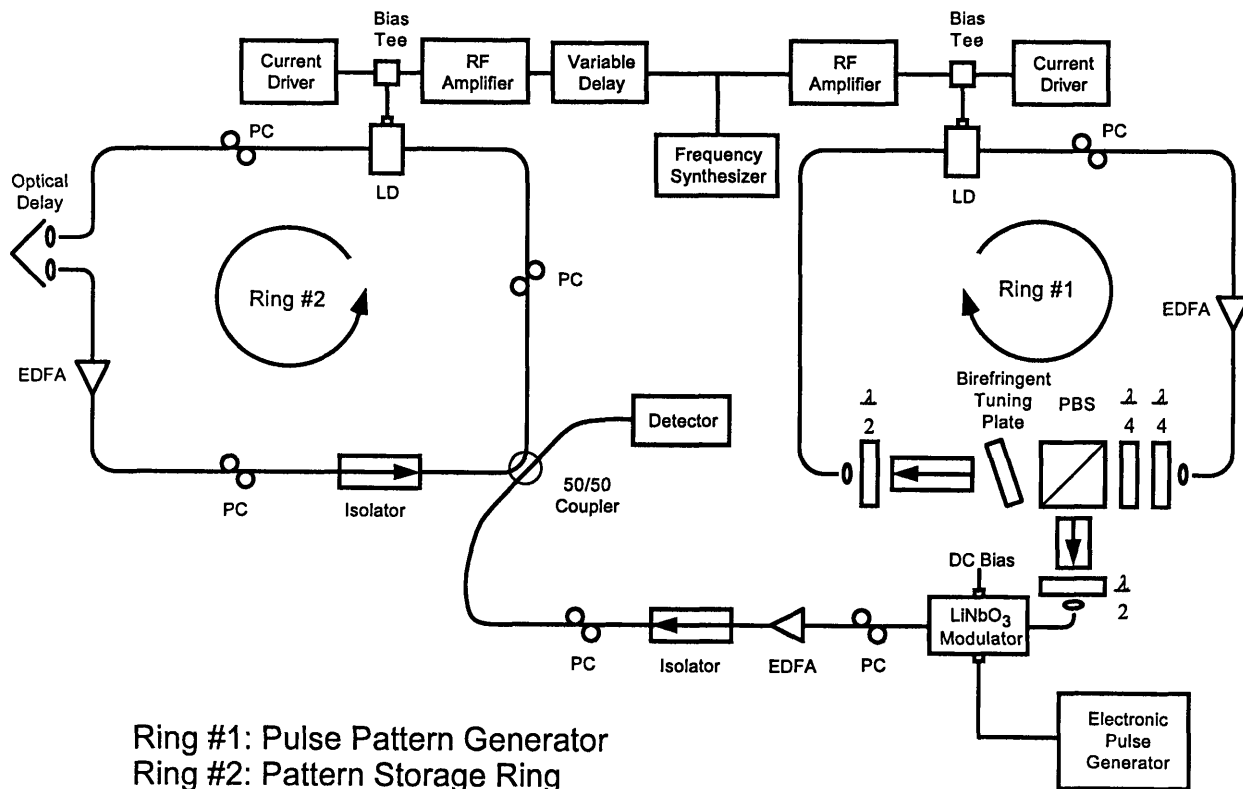 Bias
Tee
Bias
Tee
Current
Driver
RF
Amplifier
Variable
Delay
RF
Amplifier
Current
Driver
PC
LD
Frequency
Synthesizer
LD
PC
Optical
Delay
Ring #2
PC
Ring #1
EDFA
EDFA
Birefringent
Tuning
Plate
PBS
λ
4
λ
4
λ
2
Detector
PC
Isolator
50/50
Coupler
DC Bias
λ
2
LiNbO3
Modulator
PC
Isolator
EDFA
PC
Electronic
Pulse
Generator
Ring #1: Pulse Pattern Generator
Ring #2: Pattern Storage Ring